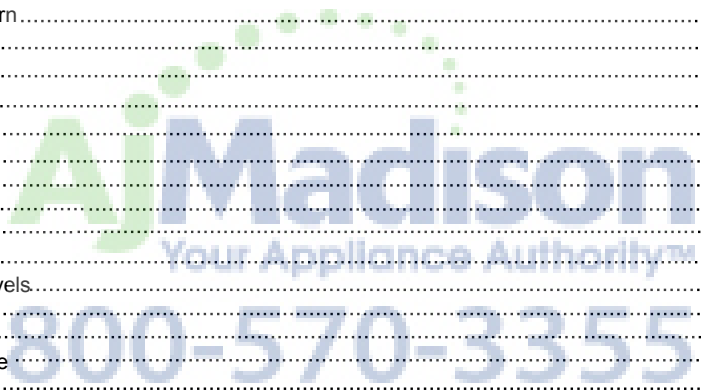 rn
AjMadison
Your Appliance Authority™
vels
800-570-3355
e